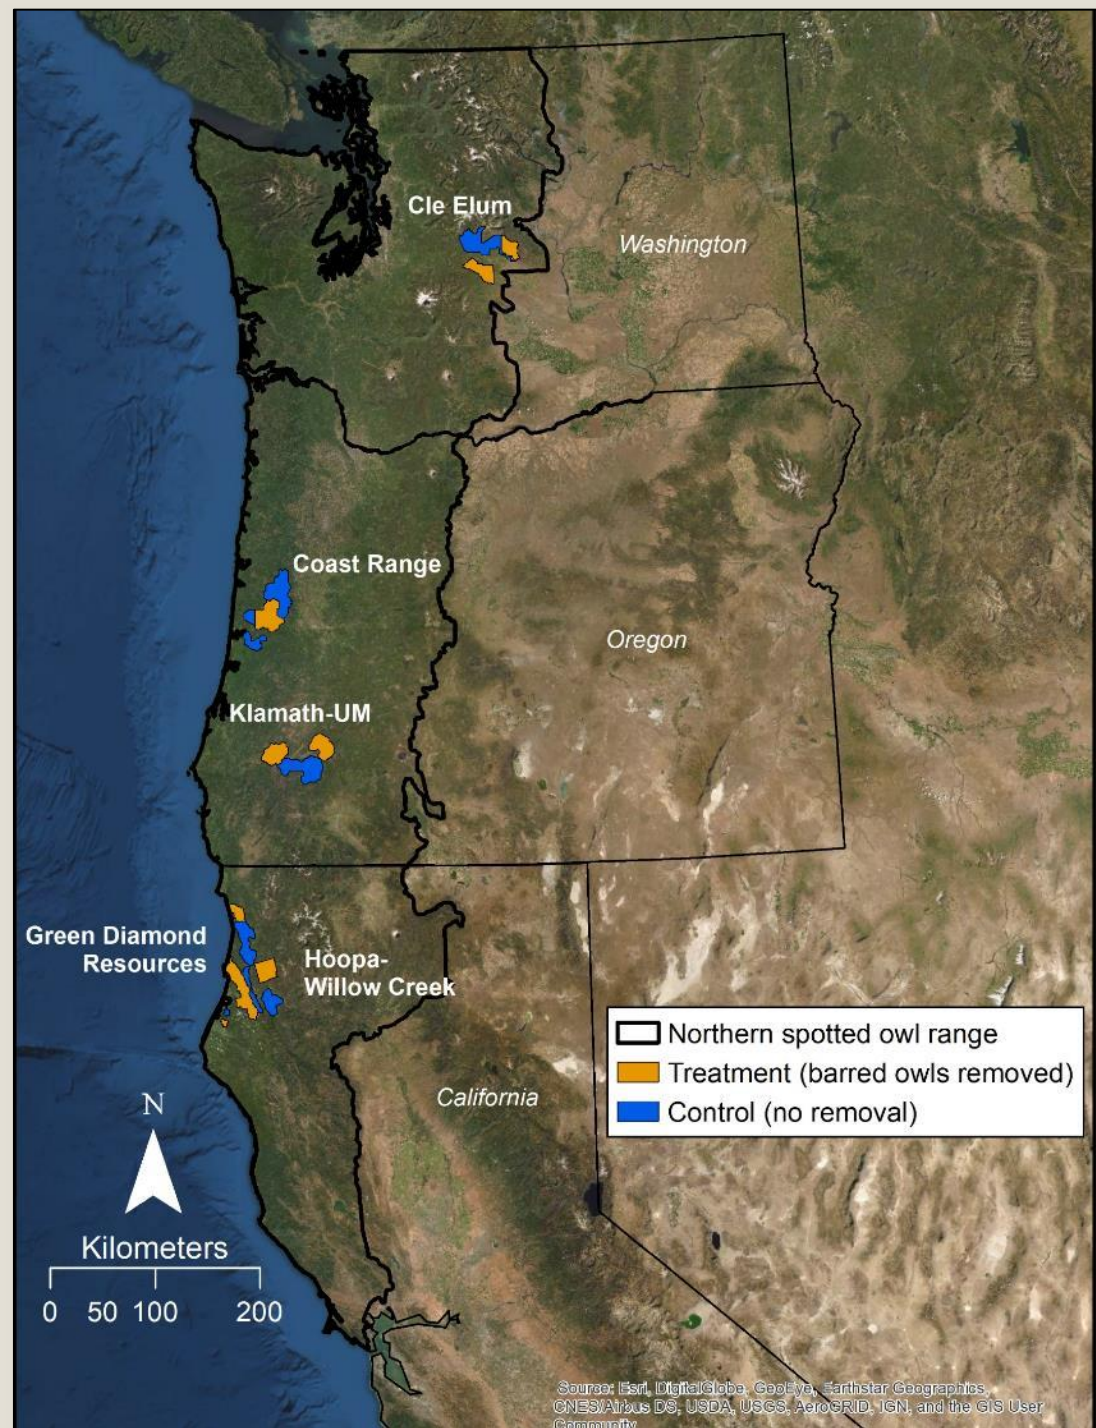 Cle Elum
Washington
Coast Range
Oregon
Klamath-UM
Green Diamond
Resources
Hoopa-
Willow Creek
Northern spotted owl range
Treatment (barred owls removed)
Control (no removal)
California
N
Kilometers
0 50 100 200
Source: Esri, DigitalGlobe, GeoEye, Earthstar Geographics,
CNES/Airbus DS, USDA, USGS, AeroGRID, IGN, and the GIS User
Community